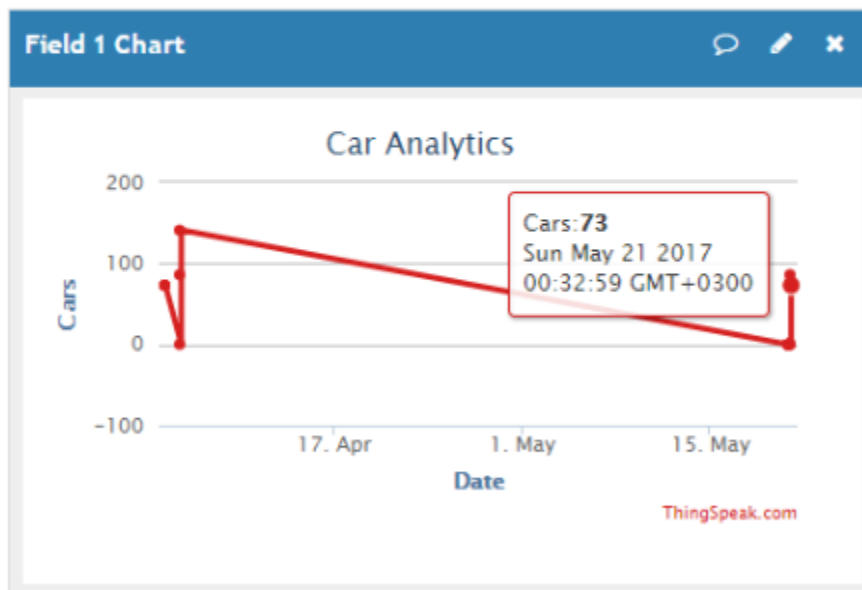 Field 1 Chart
Car Analytics
200
100
0
-100
Cars
Cars:73
Sun May 21 2017
00:32:59 GMT+0300
17. Apr
1. May
15. May
Date
ThingSpeak.com